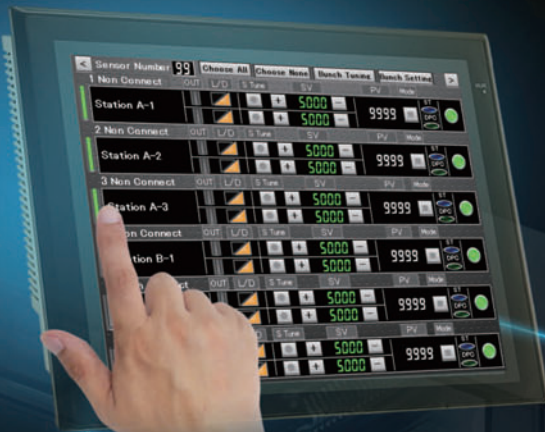 < Sensor Number 99 Choose All Choose None Bunch Tuning Bunch Setting >
1 Non Connect OUT L/D S Tune SV PV Mode
Station A-1 + 5000 - 9999 ST
+ 5000 - DPC
2 Non Connect OUT L/D S Tune SV PV Mode
Station A-2 + 5000 - 9999 ST
+ 5000 - DPC
3 Non Connect OUT L/D S Tune SV PV Mode
Station A-3 + 5000 - 9999 ST
+ 5000 - DPC
Non Connect OUT L/D S Tune SV PV Mode
Station B-1 + 5000 - 9999 ST
+ 5000 - DPC
OUT L/D S Tune SV PV Mode
+ 5000 - 9999 ST
+ 5000 - DPC
S Tune SV PV Mode
+ 5000 - 9999 ST
+ 5000 - DPC